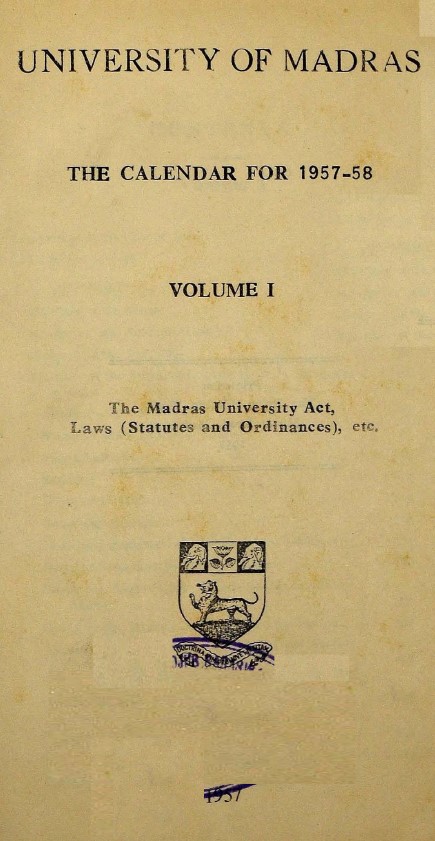 UNIVERSITY OF MADRAS
THE CALENDAR FOR 1957-58
VOLUME I
The Madras University Act,
Laws (Statutes and Ordinances), etc.
1957